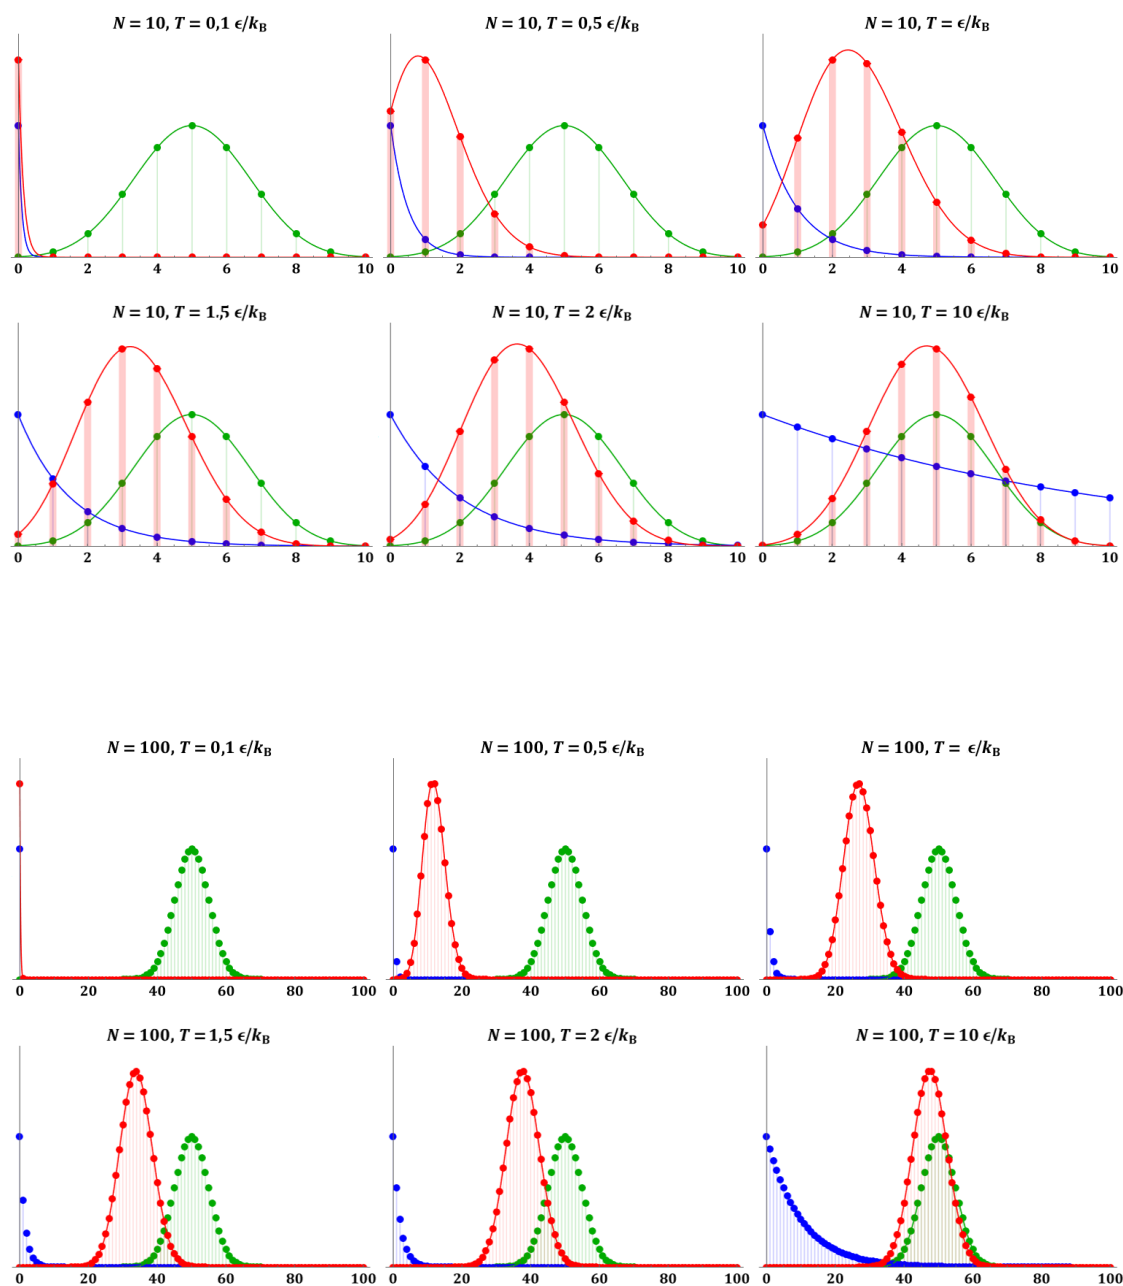 N = 10, T = 0,1 ϵ/kB N = 10, T = 0,5 ϵ/kB N = 10, T = ϵ/kB
0 2 4 6 8 10 0 2 4 6 8 10 0 2 4 6 8 10
N = 10, T = 1.5 ϵ/kB N = 10, T = 2 ϵ/kB N = 10, T = 10 ϵ/kB
0 2 4 6 8 10 0 2 4 6 8 10 0 2 4 6 8 10
N = 100, T = 0,1 ϵ/kB N = 100, T = 0,5 ϵ/kB N = 100, T = ϵ/kB
0 20 40 60 80 100 0 20 40 60 80 100 0 20 40 60 80 100
N = 100, T = 1,5 ϵ/kB N = 100, T = 2 ϵ/kB N = 100, T = 10 ϵ/kB
0 20 40 60 80 100 0 20 40 60 80 100 0 20 40 60 80 100